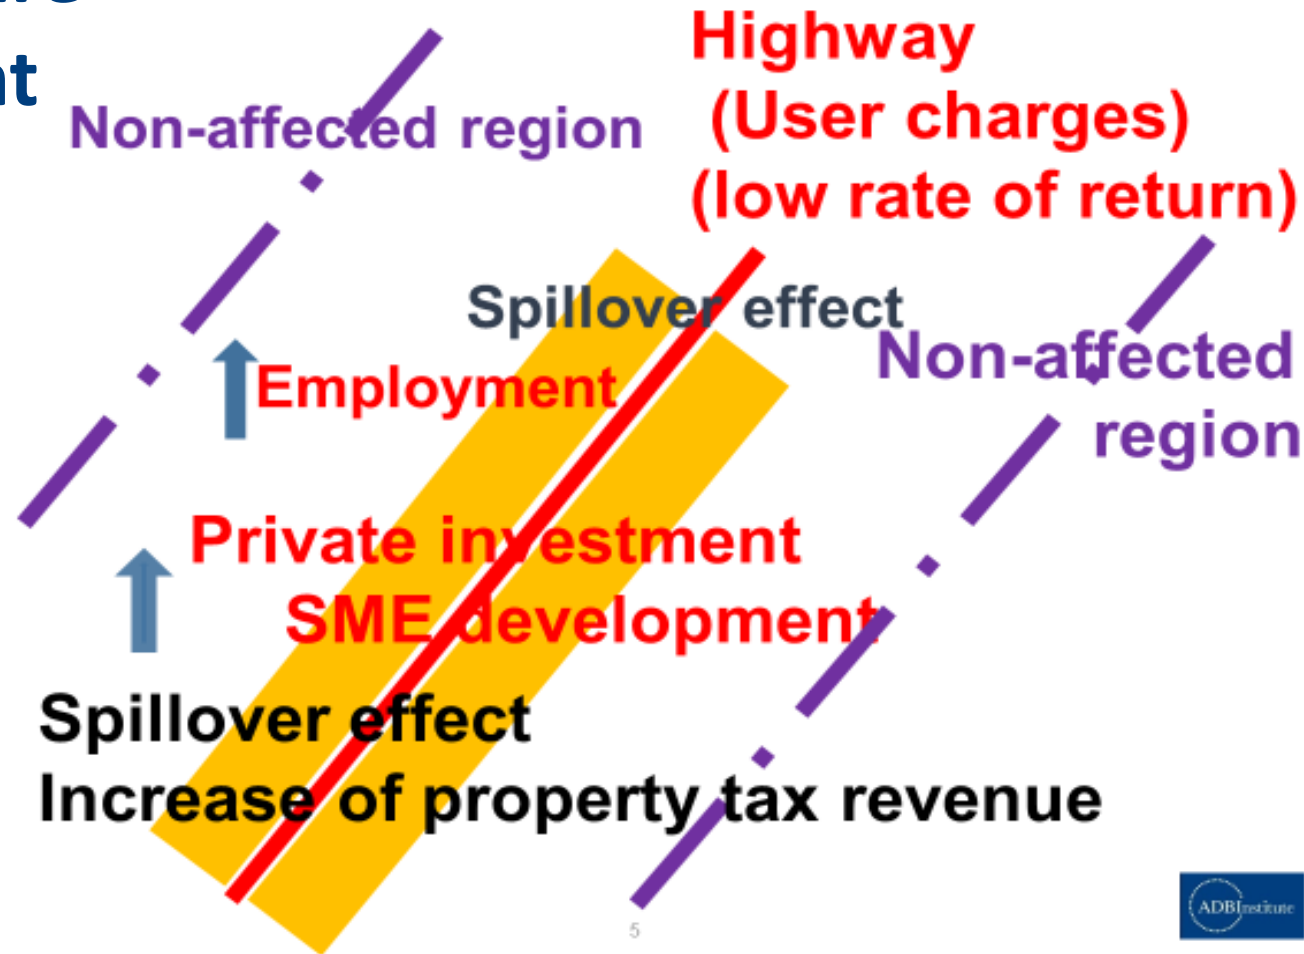 nt
Highway
(User charges)
(low rate of return)
Non-affected region
Spillover effect
Non-affected
region
Employment
Private investment
SME development
Spillover effect
Increase of property tax revenue
5
ADBInstitute